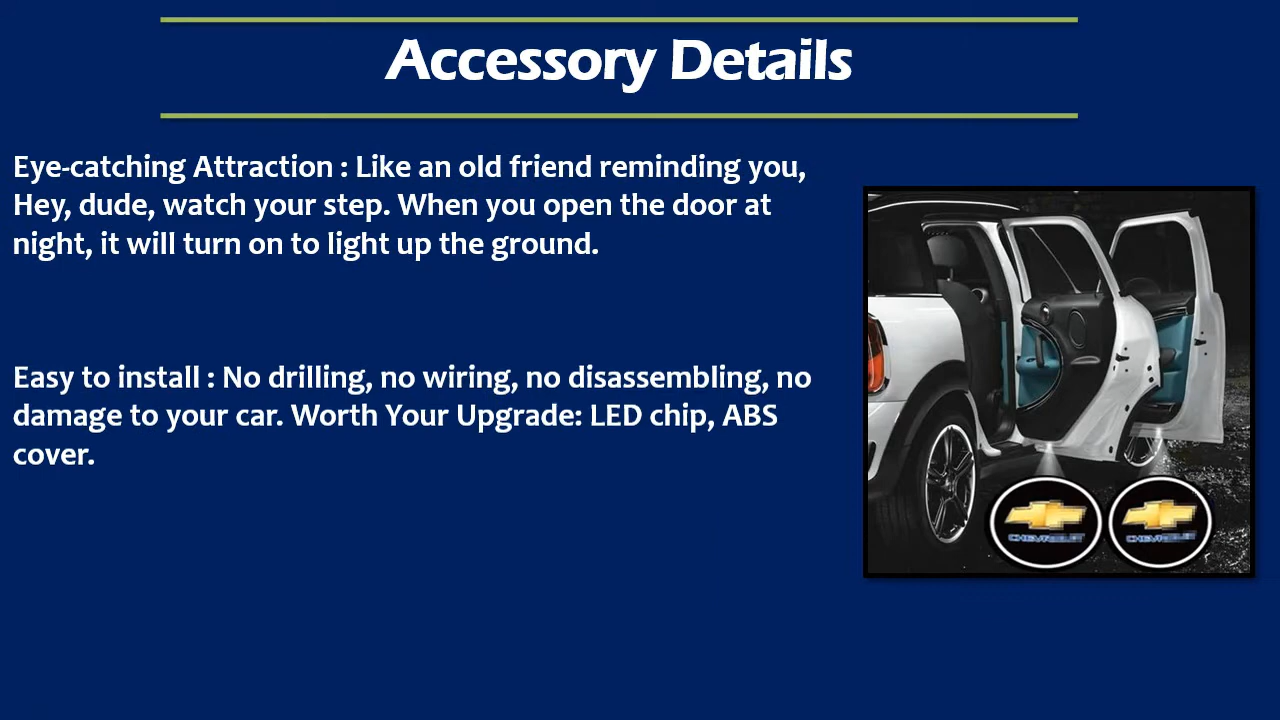 Accessory Details
Eye-catching Attraction : Like an old friend reminding you,
Hey, dude, watch your step. When you open the door at
night, it will turn on to light up the ground.
Easy to install : No drilling, no wiring, no disassembling, no
damage to your car. Worth Your Upgrade: LED chip, ABS
cover.
CHEVROLET CHEVROLET